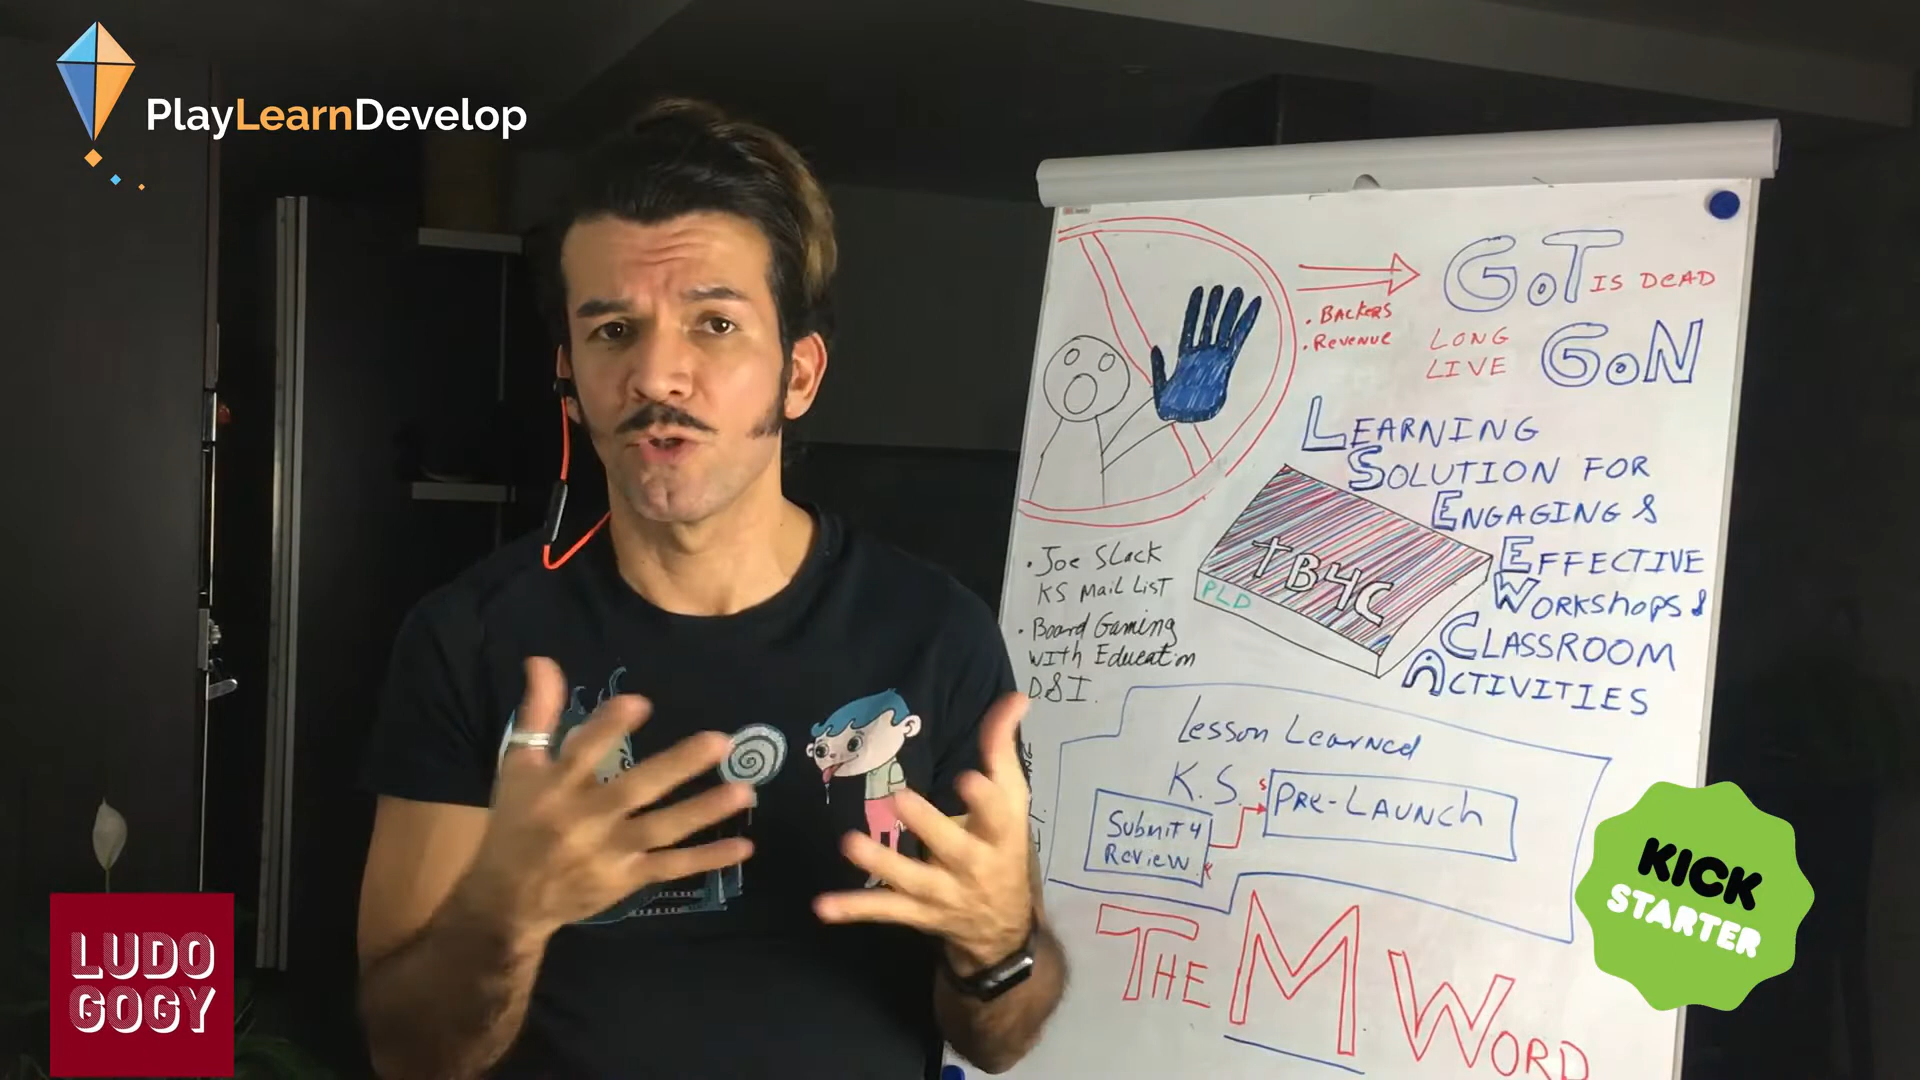 PlayLearnDevelop
GoT IS DEAD
• BACKERS
• REVENUE
LONG
LIVE
GoN
LEARNING
SOLUTION FOR
ENGAGING &
EFFECTIVE
WORKSHOPS &
CLASSROOM
ACTIVITIES
TB4C
PLD
• Joe Slack
KS Mail List
• Board Gaming
With Education
D&I.
Lesson Learned
K.S.
Submit 4
Review
PRE-LAUNCH
THE M WORD
KICK
STARTER
LUDO
GOGY